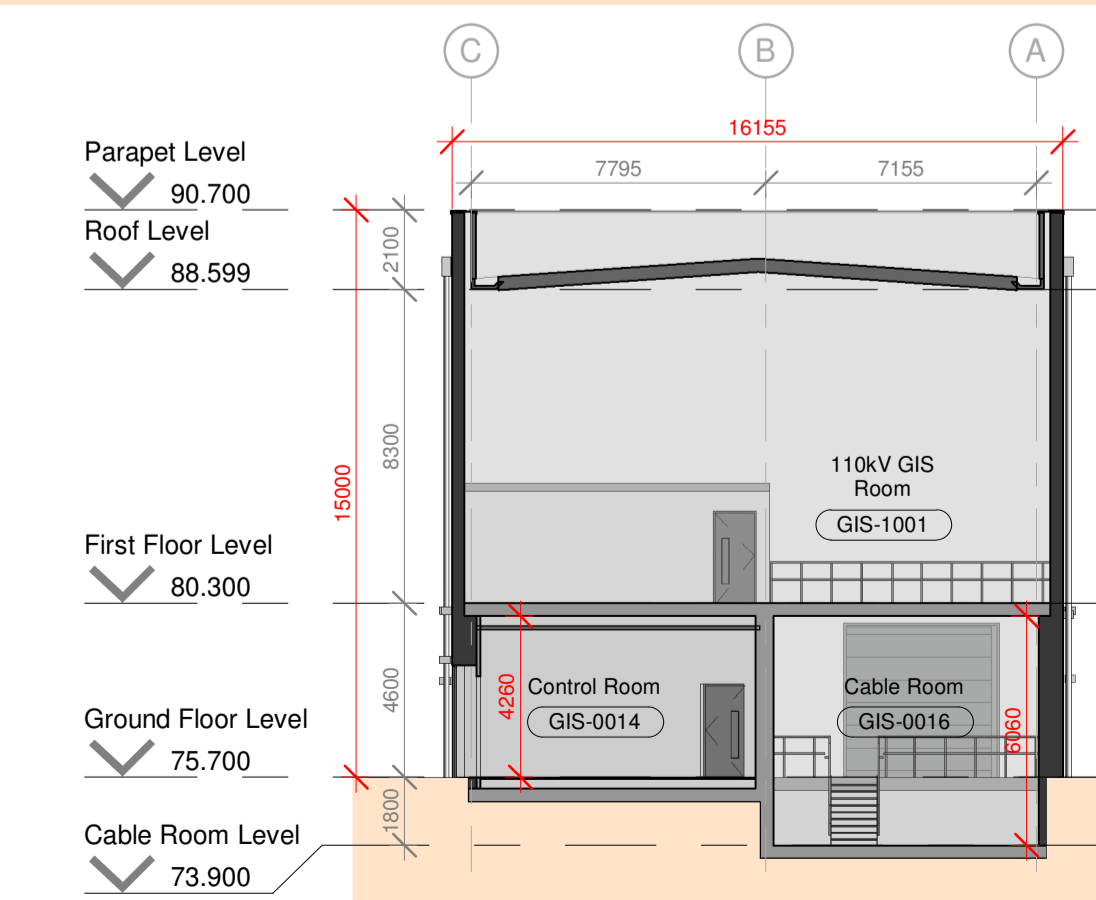 C
B
A
16155
7795
7155
Parapet Level
90.700
Roof Level
88.599
2100
8300
15000
110kV GIS
Room
GIS-1001
First Floor Level
80.300
4600
4260
Control Room
GIS-0014
Cable Room
GIS-0016
6060
Ground Floor Level
75.700
1800
Cable Room Level
73.900